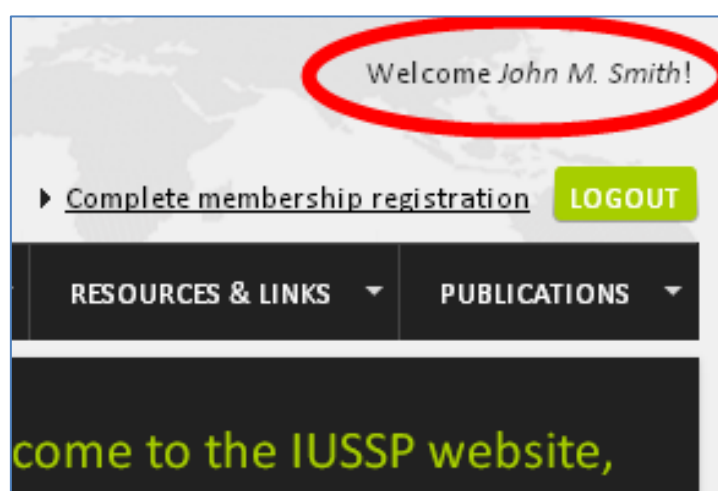 Welcome John M. Smith!
Complete membership registration LOGOUT
RESOURCES & LINKS PUBLICATIONS
come to the IUSSP website,